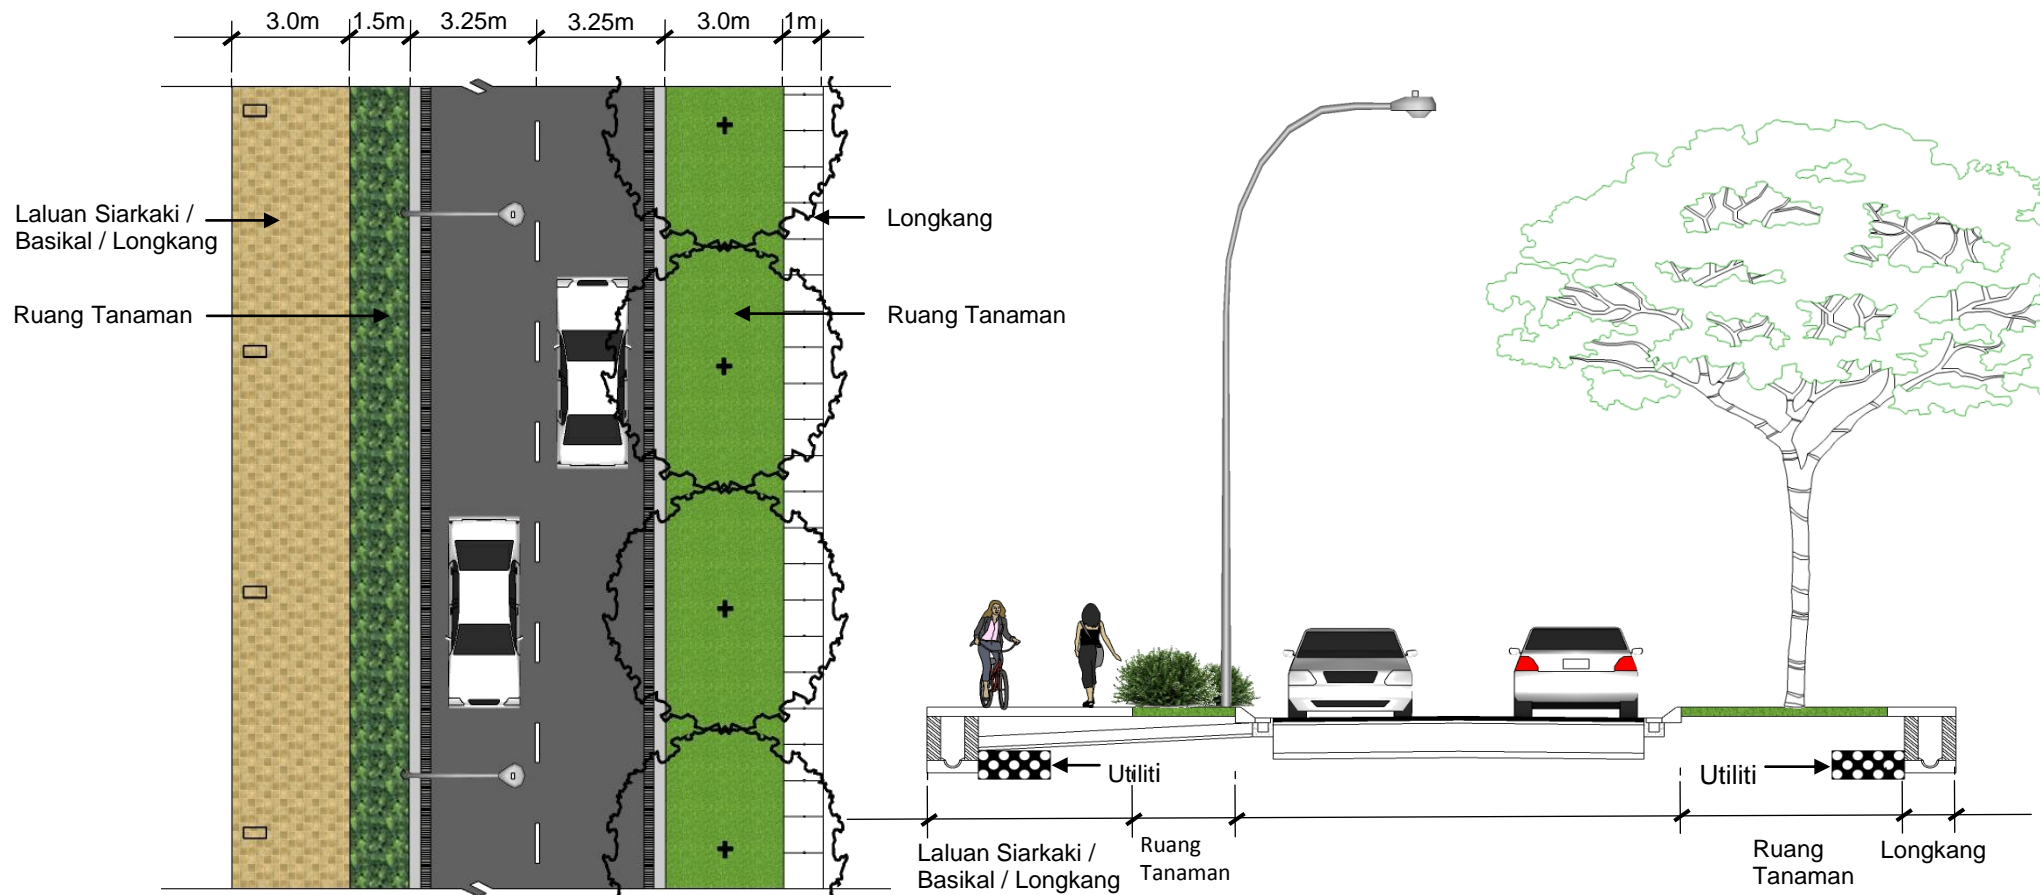 3.0m 1.5m 3.25m 3.25m 3.0m 1m
Laluan Siarkaki /
Basikal / Longkang
Ruang Tanaman
Longkang
Ruang Tanaman
Utiliti
Utiliti
Laluan Siarkaki /
Basikal / Longkang
Ruang
Tanaman
Ruang
Tanaman
Longkang